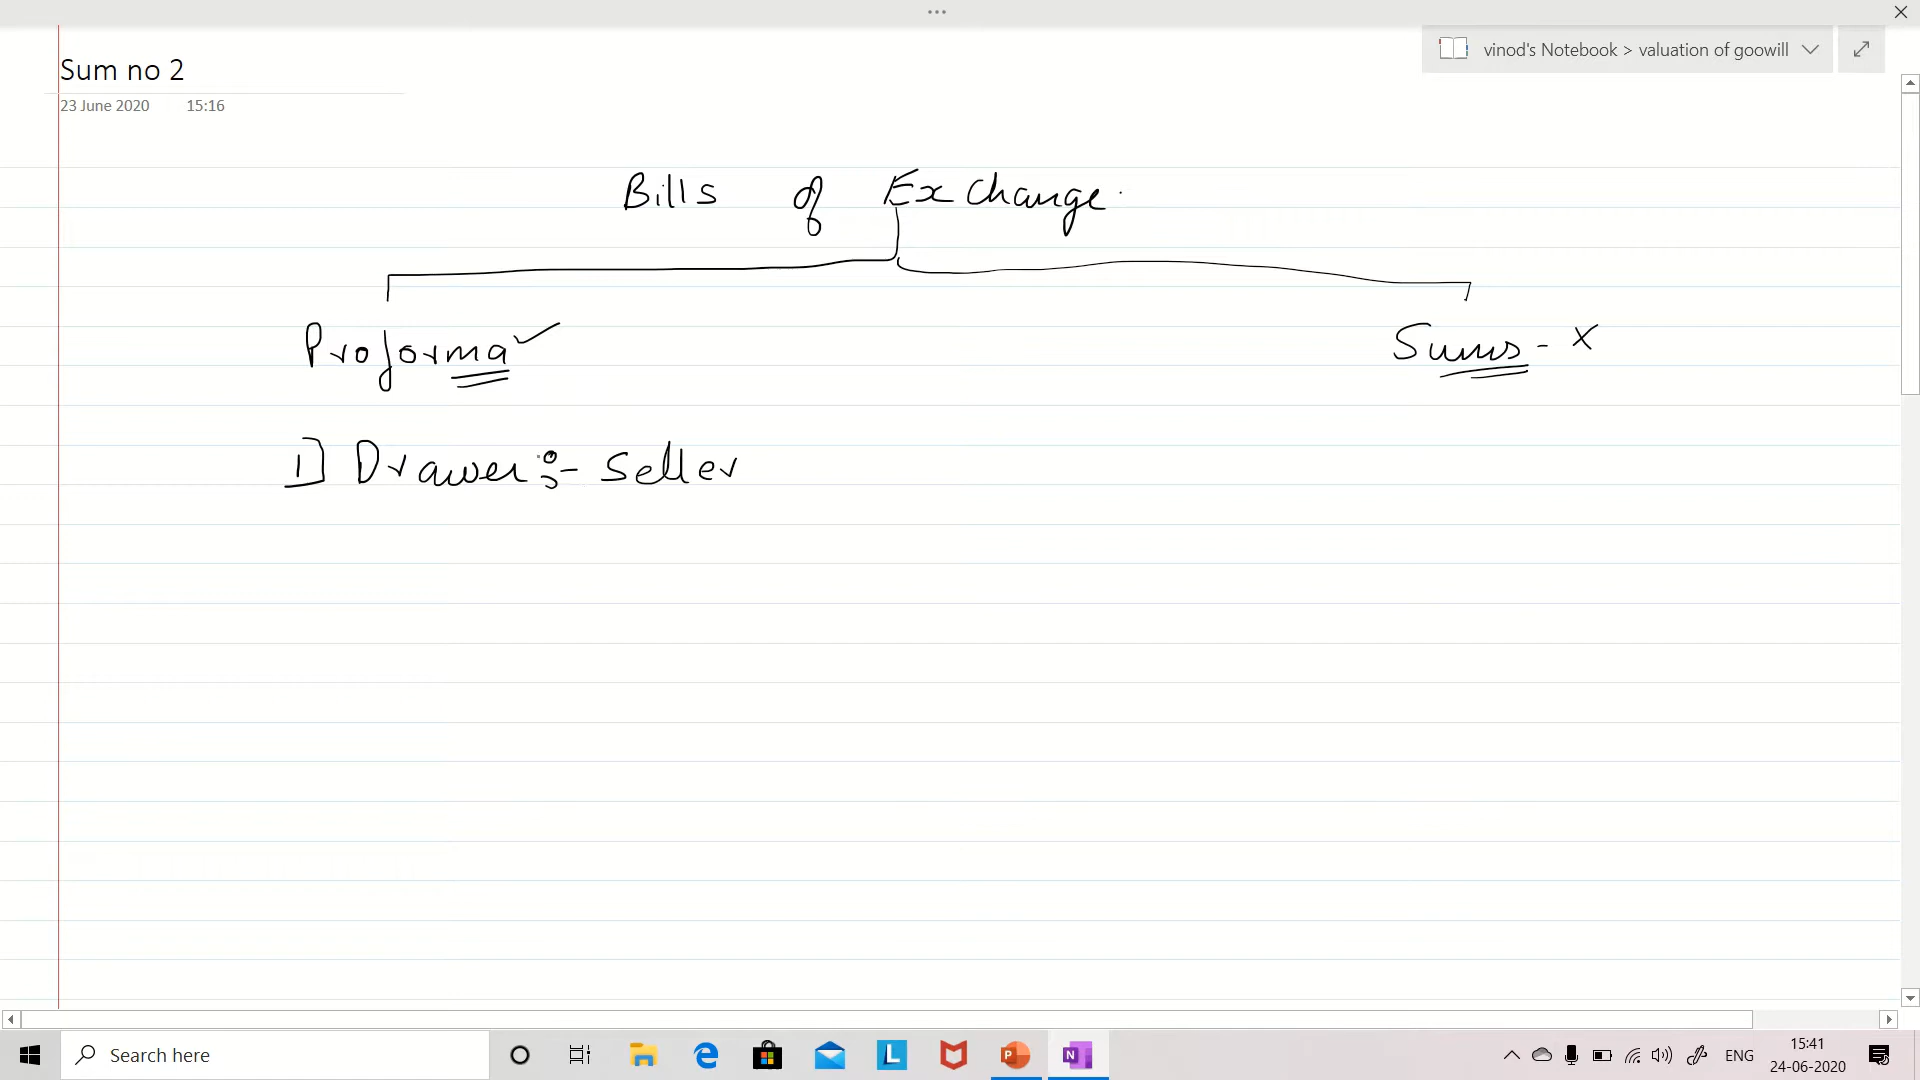 vinod's Notebook > valuation of goowill
Sum no 2
23 June 2020 15:16
Bills of Exchange
Proforma ✓
Sums - X
1] Drawer :- Seller
Search here
ENG
15:41
24-06-2020